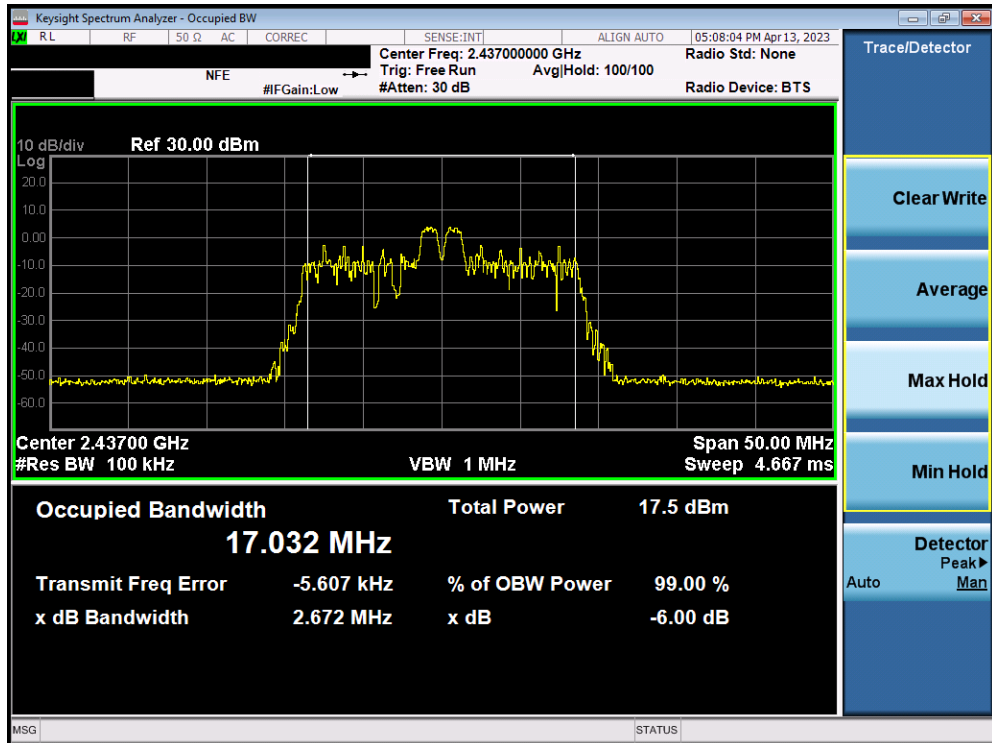 Keysight Spectrum Analyzer - Occupied BW
LXI RL RF 50 Ω AC CORREC SENSE:INT ALIGN AUTO 05:08:04 PM Apr 13, 2023
Center Freq: 2.437000000 GHz Radio Std: None
NFE Trig: Free Run Avg|Hold: 100/100
#IFGain:Low #Atten: 30 dB Radio Device: BTS
Trace/Detector
10 dB/div Ref 30.00 dBm
Log
20.0
10.0
0.00
-10.0
-20.0
-30.0
-40.0
-50.0
-60.0
Center 2.43700 GHz Span 50.00 MHz
#Res BW 100 kHz VBW 1 MHz Sweep 4.667 ms
Occupied Bandwidth Total Power 17.5 dBm
17.032 MHz
Transmit Freq Error -5.607 kHz % of OBW Power 99.00 %
x dB Bandwidth 2.672 MHz x dB -6.00 dB
Clear Write
Average
Max Hold
Min Hold
Detector
Peak▶
Auto Man
MSG STATUS